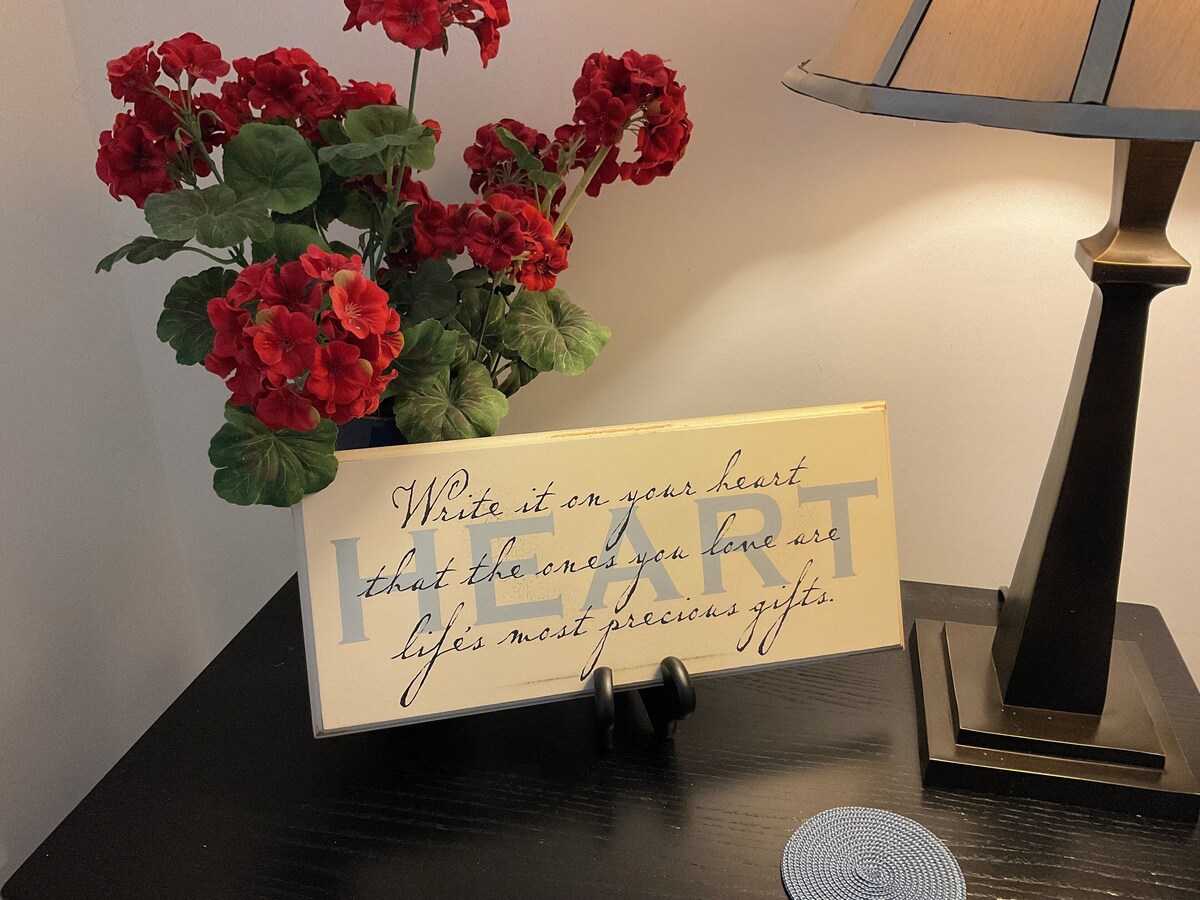 Write it on your heart
HEART
that the ones you love are
life's most precious gifts.